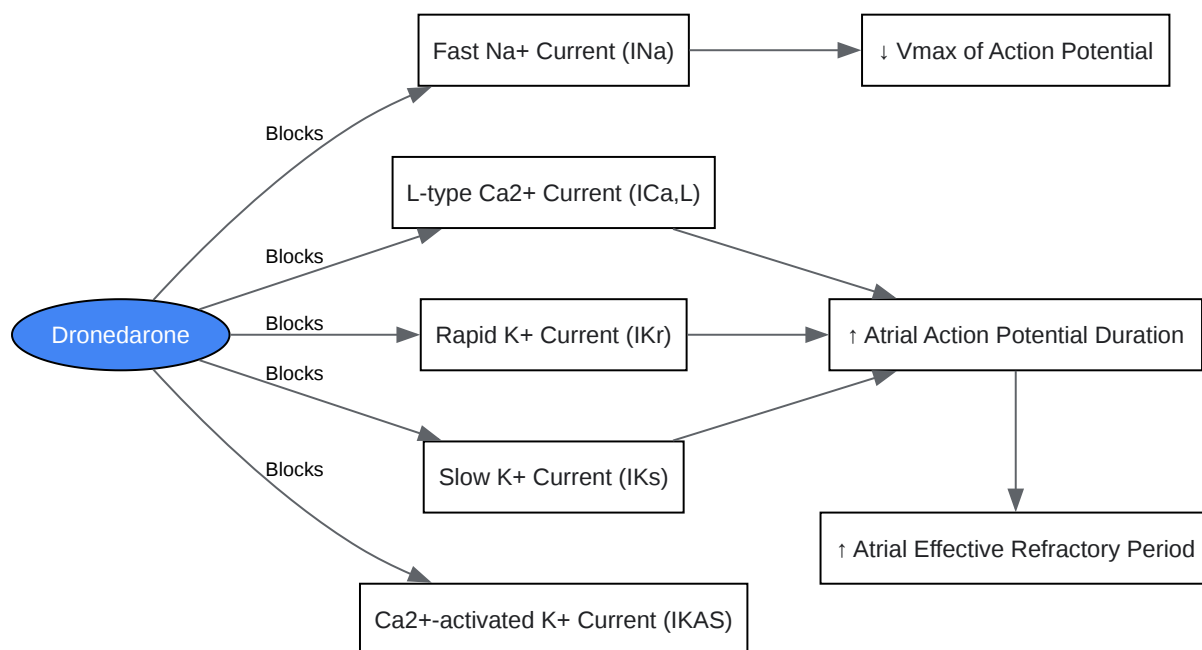 Fast Na+ Current (INa)
↓ Vmax of Action Potential
Blocks
L-type Ca2+ Current (ICa,L)
Blocks
Dronedarone
Blocks
Rapid K+ Current (IKr)
↑ Atrial Action Potential Duration
Blocks
Slow K+ Current (IKs)
Blocks
↑ Atrial Effective Refractory Period
Ca2+-activated K+ Current (IKAS)